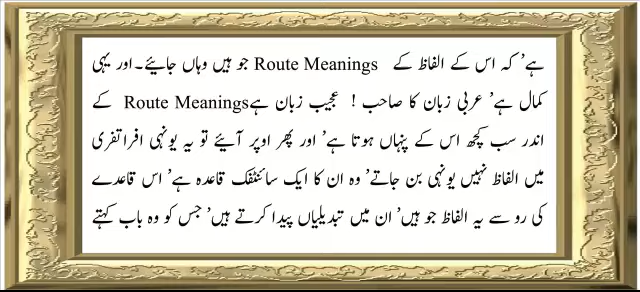 ہے’ کہ اس کے الفاظ کے Route Meanings جو ہیں وہاں جائیے۔اور یہی
کمال ہے’ عربی زبان کا صاحب ! عجیب زبان ہےRoute Meanings کے
اندر سب کچھ اس کے پنہاں ہوتا ہے’ اور پھر اوپر آئیے تو یہ یونہی افراتفری
میں الفاظ نہیں یونہی بن جاتے’ وہ ان کا ایک سائنٹفک قاعدہ ہے’ اس قاعدے
کی رو سے یہ الفاظ جو ہیں’ ان میں تبدیلیاں پیدا کرتے ہیں’ جس کو وہ باب کہتے